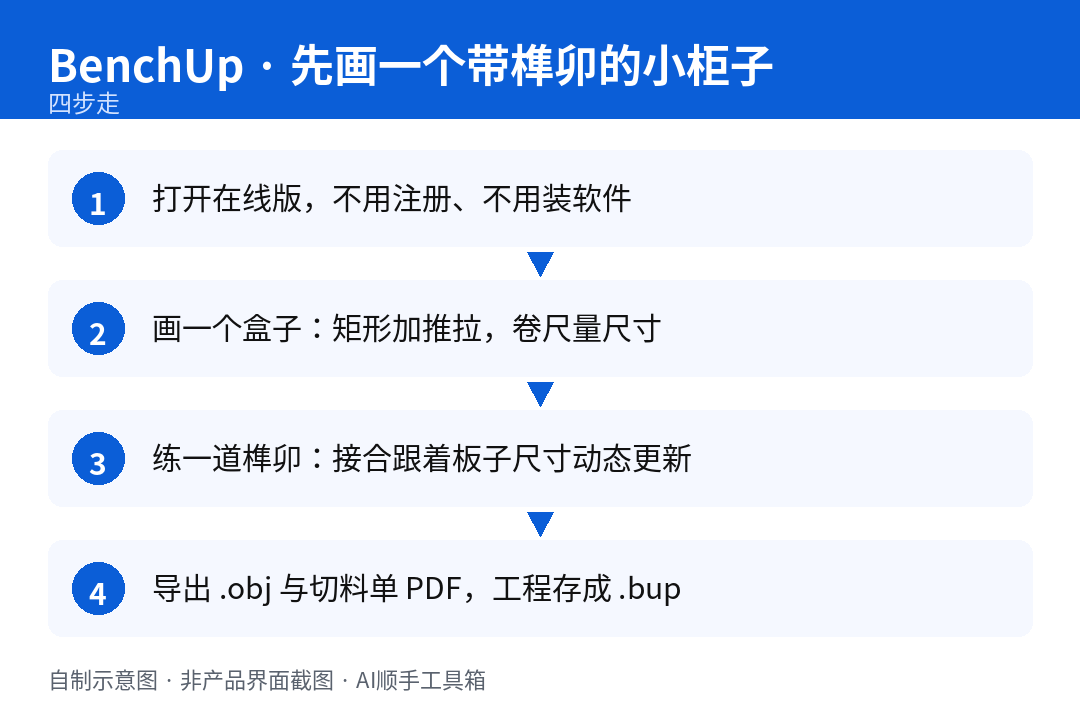 BenchUp · 先画一个带榫卯的小柜子
四步走
1 打开在线版，不用注册、不用装软件
2 画一个盒子：矩形加推拉，卷尺量尺寸
3 练一道榫卯：接合跟着板子尺寸动态更新
4 导出 .obj 与切料单 PDF，工程存成 .bup
自制示意图 · 非产品界面截图 · AI顺手工具箱